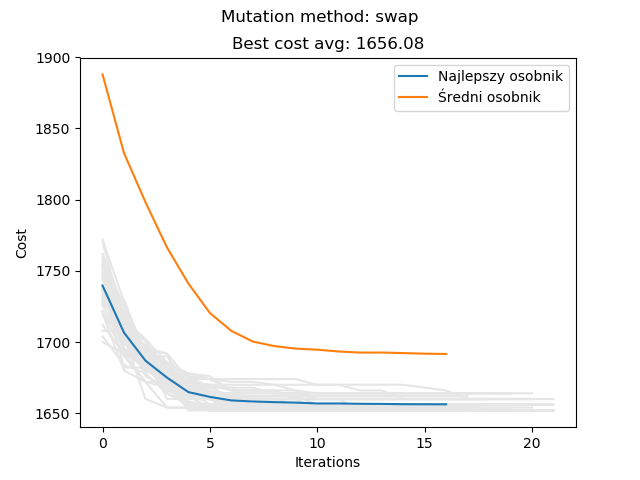 Mutation method: swap
Best cost avg: 1656.08
Najlepszy osobnik
Średni osobnik
1900
1850
1800
1750
1700
1650
Cost
0 5 10 15 20
Iterations